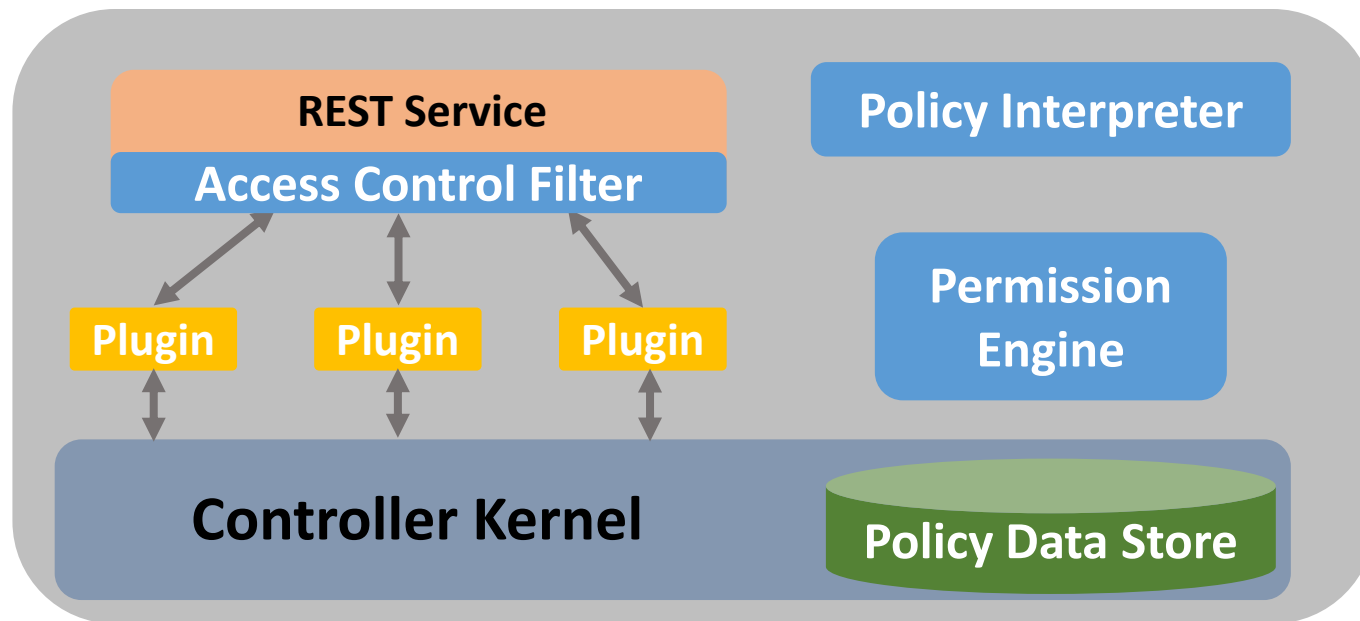 REST Service
Access Control Filter
Policy Interpreter
Permission
Engine
Plugin
Plugin
Plugin
Controller Kernel
Policy Data Store